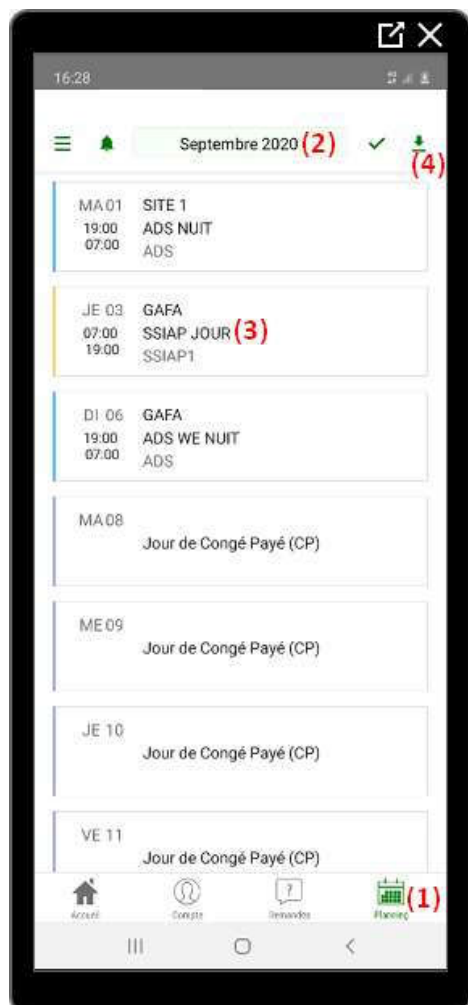 16:28
Septembre 2020 (2)
(4)
MA 01 SITE 1
19:00 ADS NUIT
07:00 ADS
JE 03 GAFA
07:00 SSIAP JOUR (3)
19:00 SSIAP1
DI 06 GAFA
19:00 ADS WE NUIT
07:00 ADS
MA 08
Jour de Congé Payé (CP)
ME 09
Jour de Congé Payé (CP)
JE 10
Jour de Congé Payé (CP)
VE 11
Jour de Congé Payé (CP)
(1)
Accueil Compte Demandes Planning